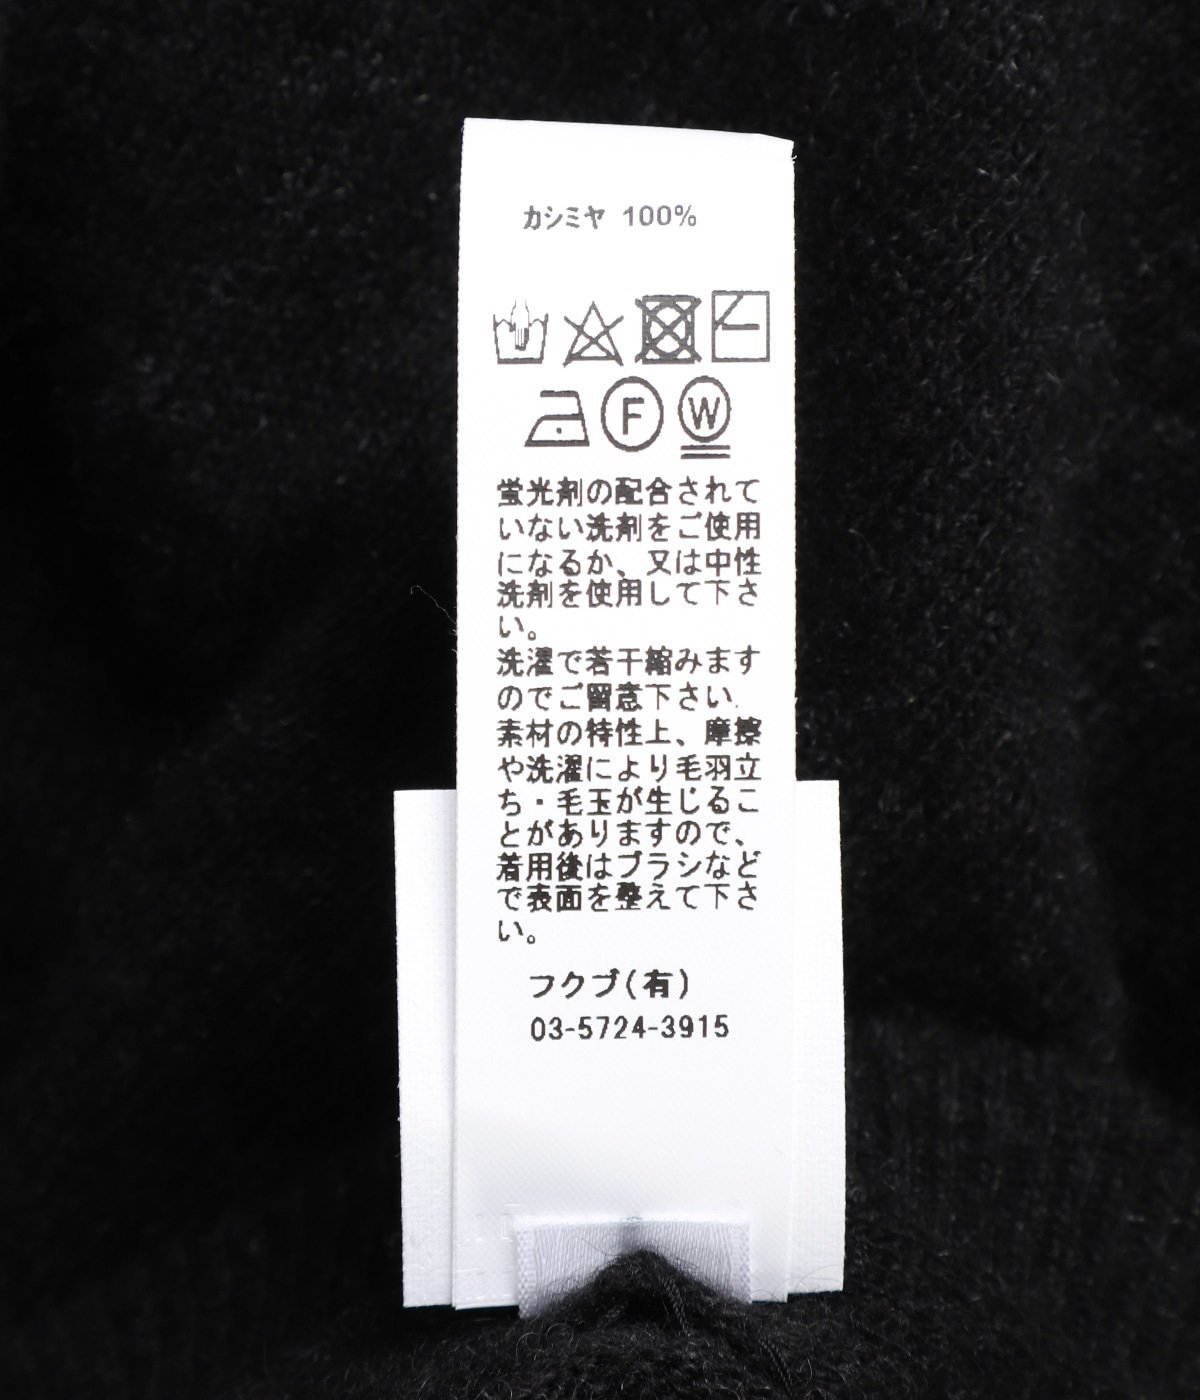 カシミヤ 100%
F W
蛍光剤の配合されて
いない洗剤をご使用
になるか、又は中性
洗剤を使用して下さ
い。
洗濯で若干縮みます
のでご留意下さい.
素材の特性上、摩擦
や洗濯により毛羽立
ち・毛玉が生じるこ
とがありますので、
着用後はブラシなど
で表面を整えて下さ
い。
フクブ(有)
03-5724-3915